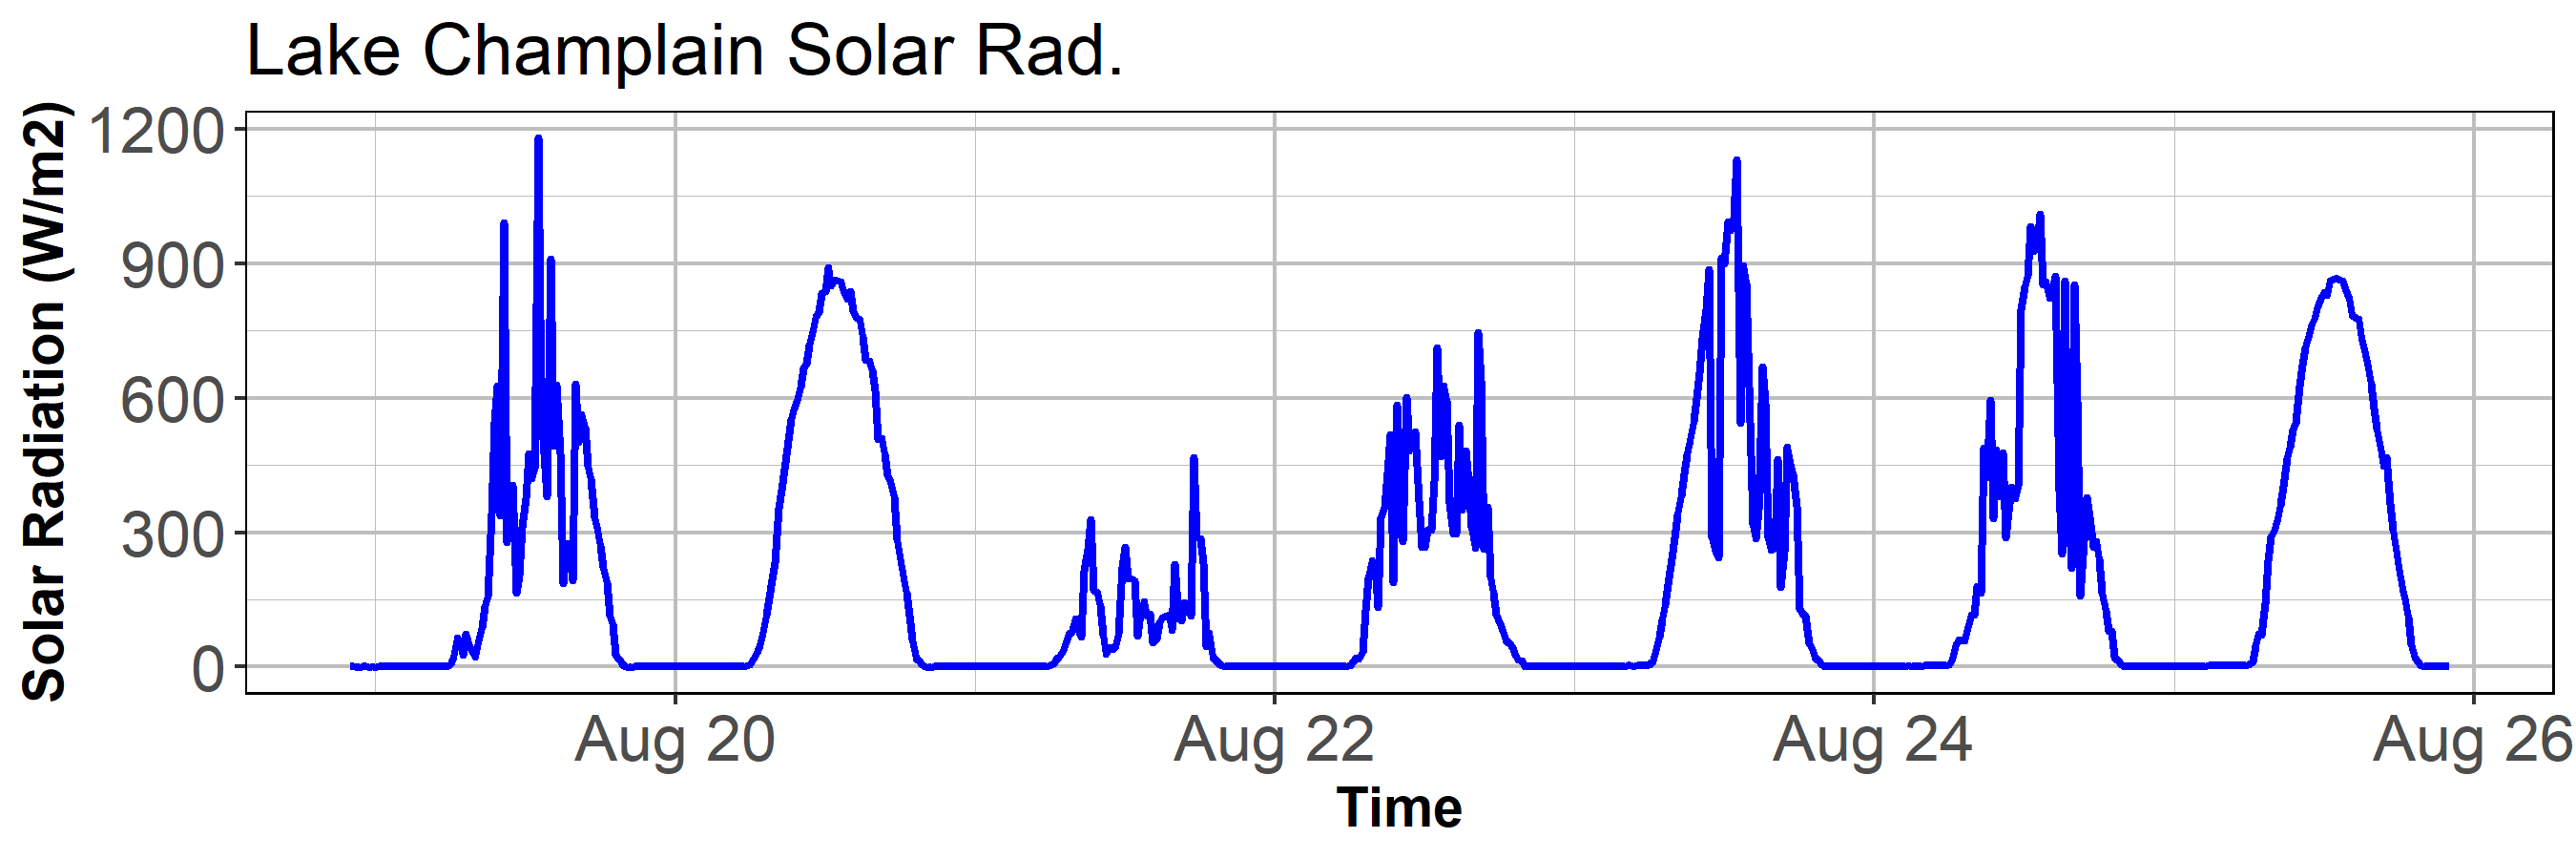 Lake Champlain Solar Rad.
Solar Radiation (W/m2)
1200
900
600
300
0
Aug 20
Aug 22
Aug 24
Aug 26
Time